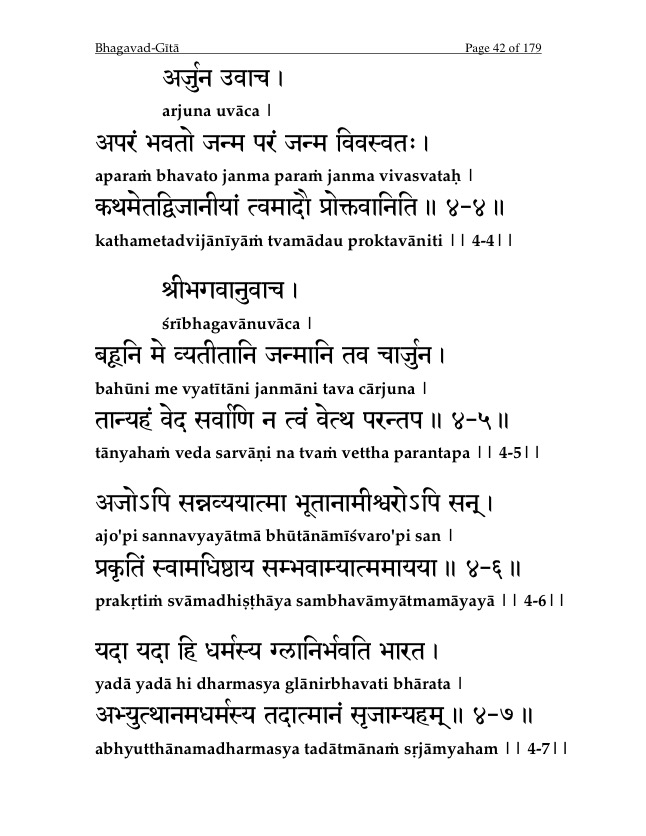 Bhagavad-Gītā Page 42 of 179
अर्जुन उवाच ।
arjuna uvāca |
अपरं भवतो जन्म परं जन्म विवस्वतः ।
aparaṁ bhavato janma paraṁ janma vivasvataḥ |
कथमेतद्विजानीयां त्वमादौ प्रोक्तवानिति ॥ ४-४॥
kathametadvijānīyāṁ tvamādau proktavāniti || 4-4||
श्रीभगवानुवाच ।
śrībhagavānuvāca |
बहूनि मे व्यतीतानि जन्मानि तव चार्जुन ।
bahūni me vyatītāni janmāni tava cārjuna |
तान्यहं वेद सर्वाणि न त्वं वेत्थ परन्तप ॥ ४-५॥
tānyahaṁ veda sarvāṇi na tvaṁ vettha parantapa || 4-5||
अजोऽपि सन्नव्ययात्मा भूतानामीश्वरोऽपि सन् ।
ajo'pi sannavyayātmā bhūtānāmīśvaro'pi san |
प्रकृतिं स्वामधिष्ठाय सम्भवाम्यात्ममायया ॥ ४-६॥
prakṛtiṁ svāmadhiṣṭhāya sambhavāmyātmamāyayā || 4-6||
यदा यदा हि धर्मस्य ग्लानिर्भवति भारत ।
yadā yadā hi dharmasya glānirbhavati bhārata |
अभ्युत्थानमधर्मस्य तदात्मानं सृजाम्यहम् ॥ ४-७॥
abhyutthānamadharmasya tadātmānaṁ sṛjāmyaham || 4-7||